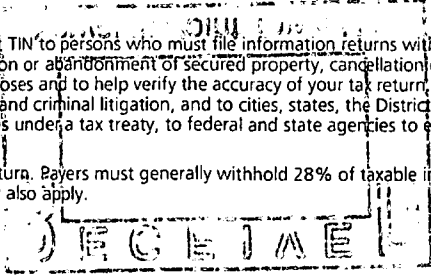 TIN to persons who must file information returns wit
on or abandonment of secured property, cancellation
oses and to help verify the accuracy of your tax return,
and criminal litigation, and to cities, states, the District
s under a tax treaty, to federal and state agencies to e
turn. Payers must generally withhold 28% of taxable i
also apply.